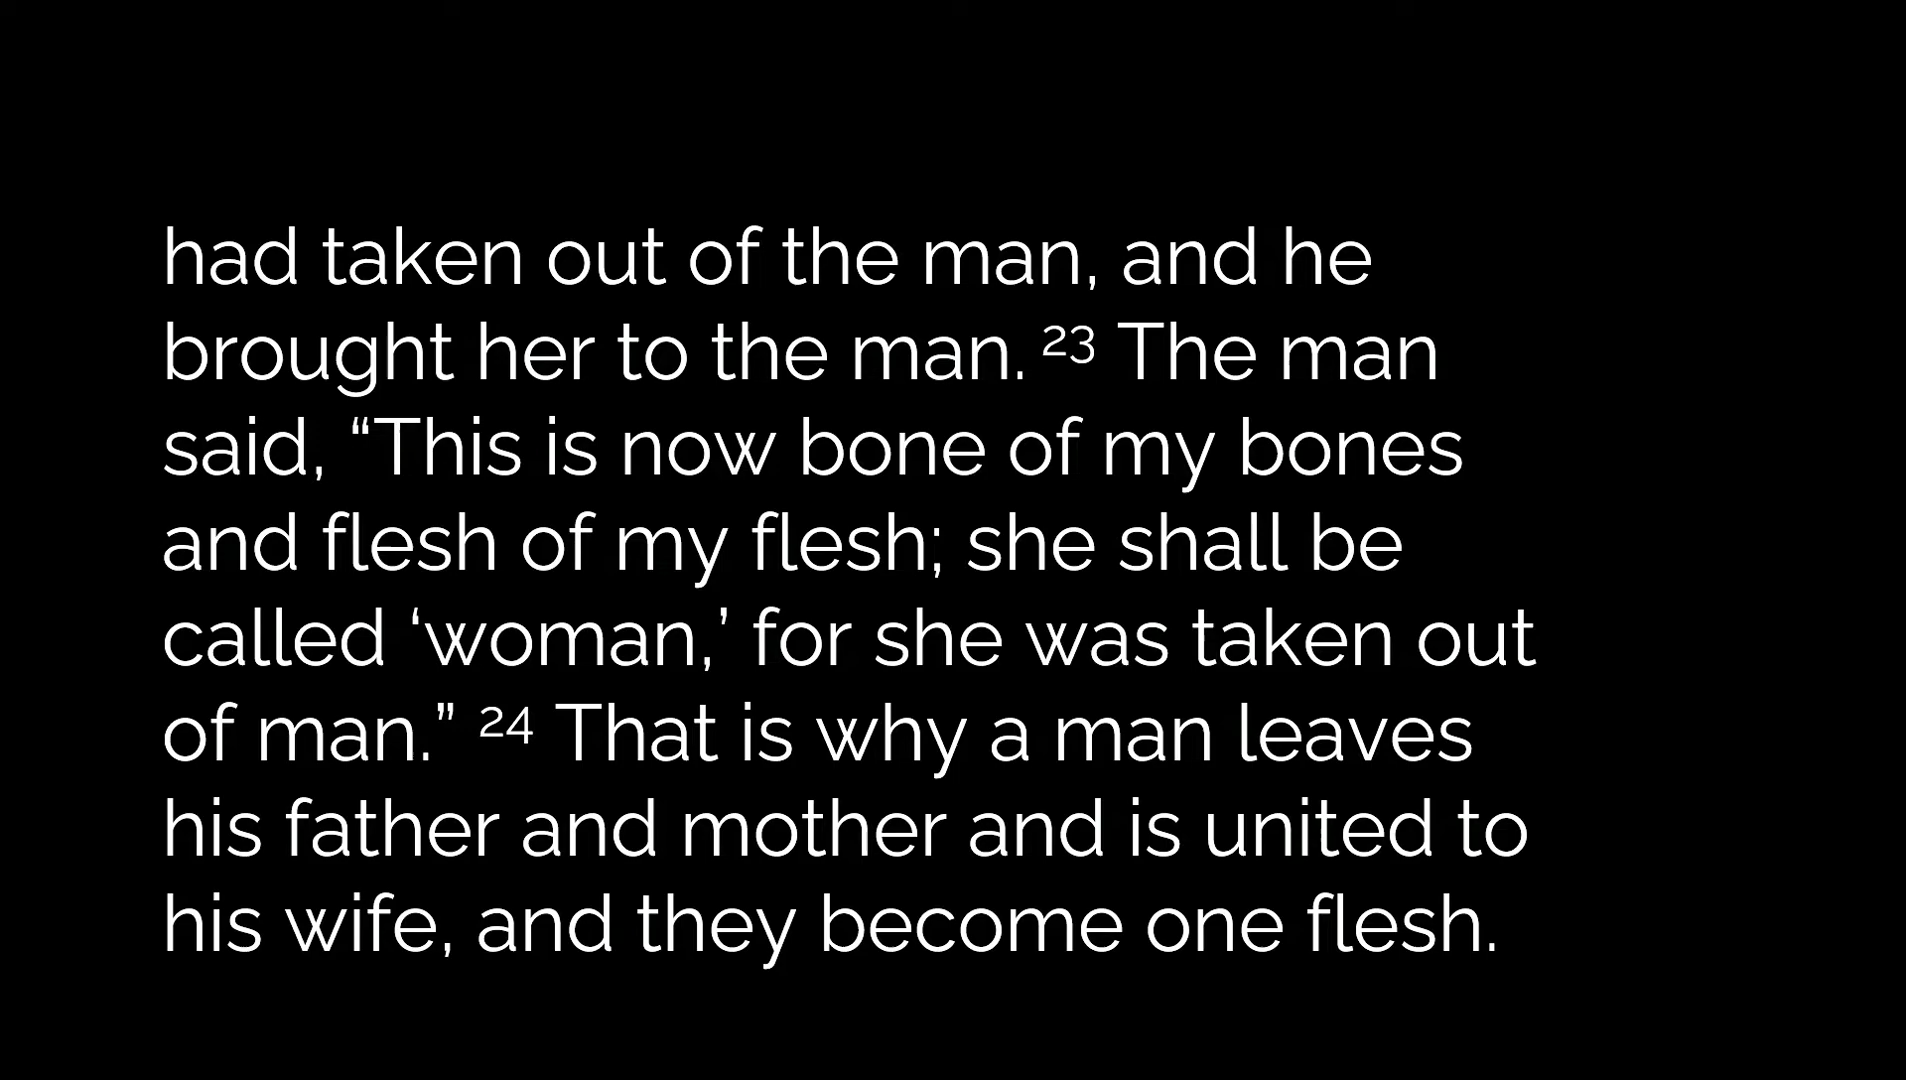 had taken out of the man, and he
brought her to the man. 23 The man
said, “This is now bone of my bones
and flesh of my flesh; she shall be
called ‘woman,’ for she was taken out
of man.” 24 That is why a man leaves
his father and mother and is united to
his wife, and they become one flesh.